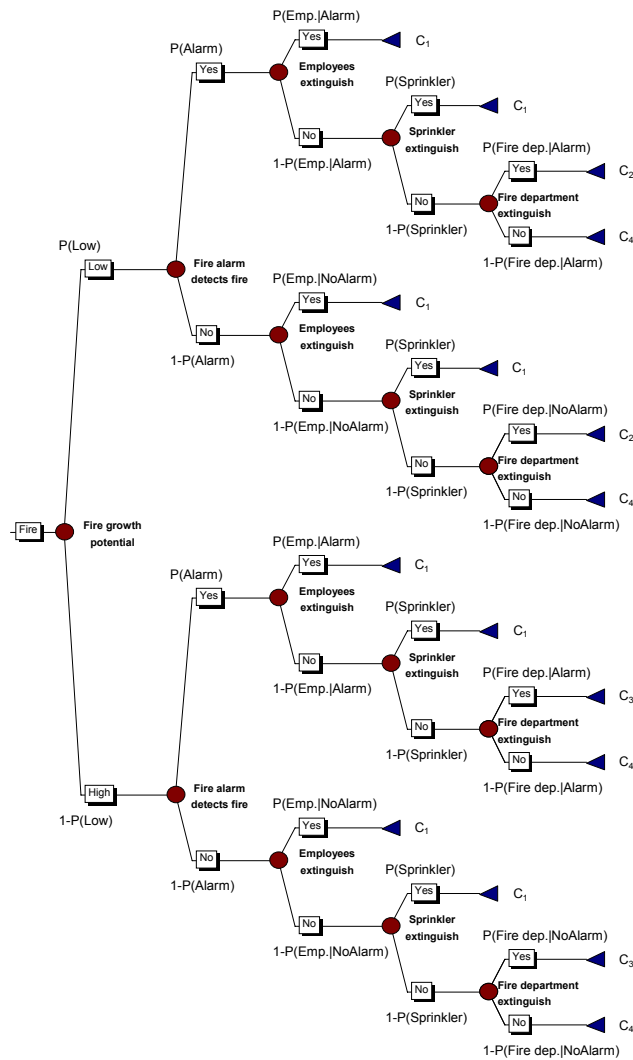 P(Emp.|Alarm)
Yes
C1
P(Alarm)
Yes
Employees
extinguish
P(Sprinkler)
Yes
C1
No
Sprinkler
extinguish
1-P(Emp.|Alarm)
P(Fire dep.|Alarm)
Yes
C2
No
Fire department
extinguish
1-P(Sprinkler)
No
C4
P(Low)
1-P(Fire dep.|Alarm)
Low
Fire alarm
detects fire
P(Emp.|NoAlarm)
Yes
C1
No
Employees
extinguish
1-P(Alarm)
P(Sprinkler)
Yes
C1
No
Sprinkler
extinguish
1-P(Emp.|NoAlarm)
P(Fire dep.|NoAlarm)
Yes
C2
No
Fire department
extinguish
1-P(Sprinkler)
No
C4
Fire
Fire growth
potential
1-P(Fire dep.|NoAlarm)
P(Emp.|Alarm)
Yes
C1
P(Alarm)
Yes
Employees
extinguish
P(Sprinkler)
Yes
C1
No
Sprinkler
extinguish
1-P(Emp.|Alarm)
P(Fire dep.|Alarm)
Yes
C3
No
Fire department
extinguish
1-P(Sprinkler)
No
C4
1-P(Fire dep.|Alarm)
High
Fire alarm
detects fire
1-P(Low)
P(Emp.|NoAlarm)
Yes
C1
No
Employees
extinguish
1-P(Alarm)
P(Sprinkler)
Yes
C1
No
Sprinkler
extinguish
1-P(Emp.|NoAlarm)
P(Fire dep.|NoAlarm)
Yes
C3
No
Fire department
extinguish
1-P(Sprinkler)
No
C4
1-P(Fire dep.|NoAlarm)